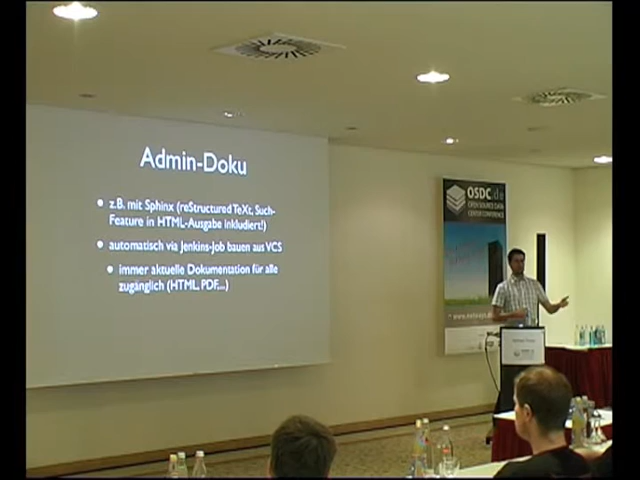 Admin-Doku
z.B. mit Sphinx (reStructured TeXt, Such-
Feature in HTML-Ausgabe inkludiert!)
automatisch via Jenkins-Job bauen aus VCS
immer aktuelle Dokumentation für alle
zugänglich (HTML, PDF...)
OSDC.de
OPEN SOURCE DATA
CENTER CONFERENCE